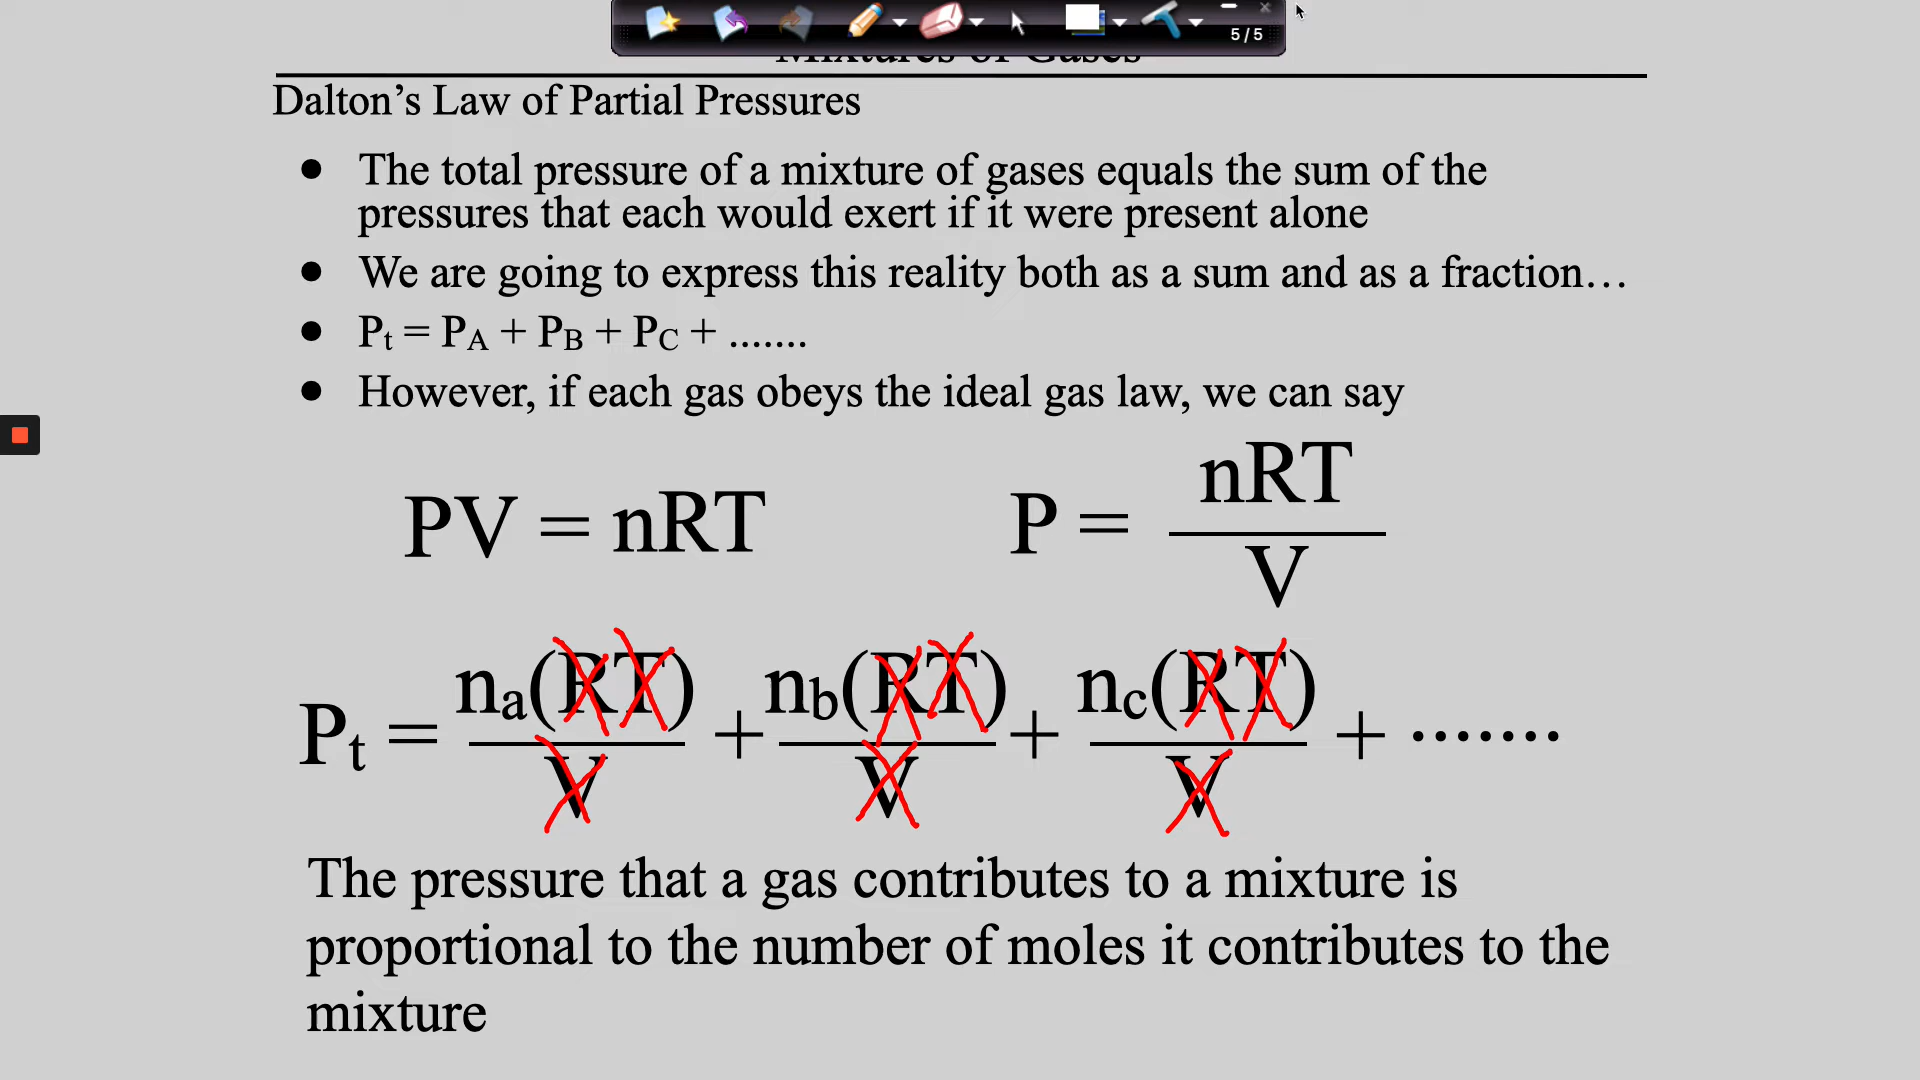 5/5
Mixtures of Gases
Dalton’s Law of Partial Pressures
● The total pressure of a mixture of gases equals the sum of the
pressures that each would exert if it were present alone
● We are going to express this reality both as a sum and as a fraction…
● Pt = PA + PB + PC + .......
● However, if each gas obeys the ideal gas law, we can say
PV = nRT
P = nRT / V
Pt = na(RT) / V + nb(RT) / V + nc(RT) / V + .......
The pressure that a gas contributes to a mixture is
proportional to the number of moles it contributes to the
mixture